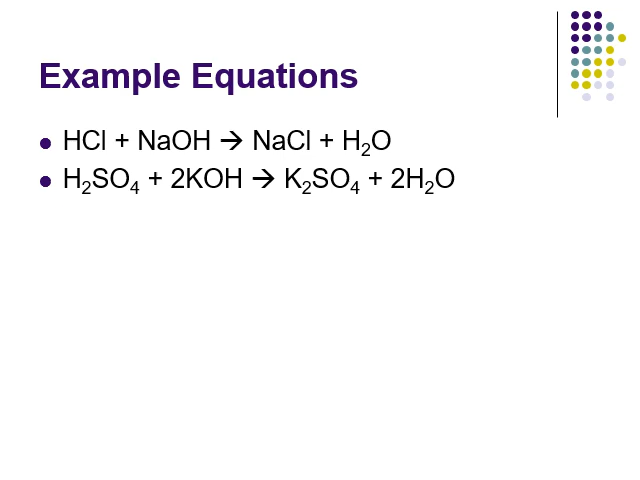 Example Equations
● HCl + NaOH → NaCl + H₂O
● H₂SO₄ + 2KOH → K₂SO₄ + 2H₂O